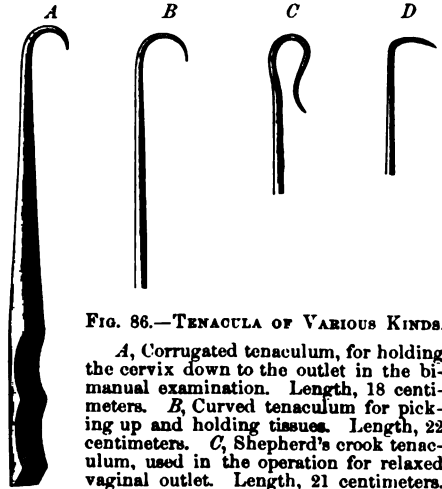 A B C D
FIG. 86.—TENACULA OF VARIOUS KINDS.
A, Corrugated tenaculum, for holding
the cervix down to the outlet in the bi-
manual examination. Length, 18 centi-
meters. B, Curved tenaculum for pick-
ing up and holding tissues. Length, 22
centimeters. C, Shepherd's crook tenac-
ulum, used in the operation for relaxed
vaginal outlet. Length, 21 centimeters.